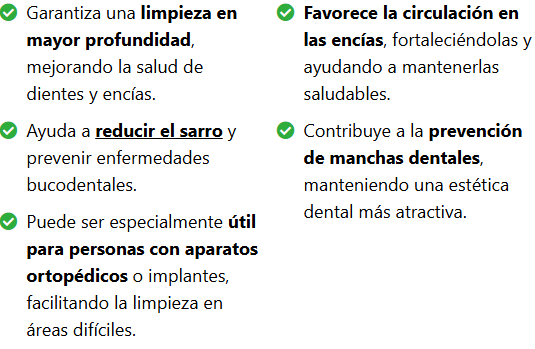 Garantiza una limpieza en
mayor profundidad,
mejorando la salud de
dientes y encías.
Ayuda a reducir el sarro y
prevenir enfermedades
bucodentales.
Puede ser especialmente útil
para personas con aparatos
ortopédicos o implantes,
facilitando la limpieza en
áreas difíciles.
Favorece la circulación en
las encías, fortaleciéndolas y
ayudando a mantenerlas
saludables.
Contribuye a la prevención
de manchas dentales,
manteniendo una estética
dental más atractiva.